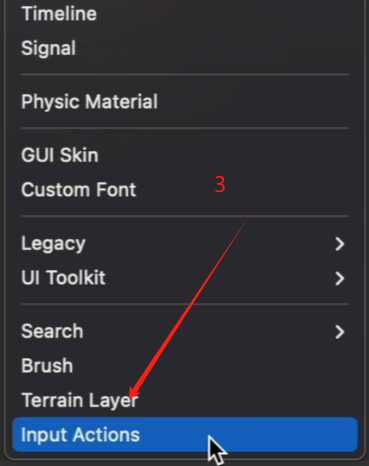 Timeline
Signal
Physic Material
GUI Skin
Custom Font
3
Legacy
UI Toolkit
Search
Brush
Terrain Layer
Input Actions